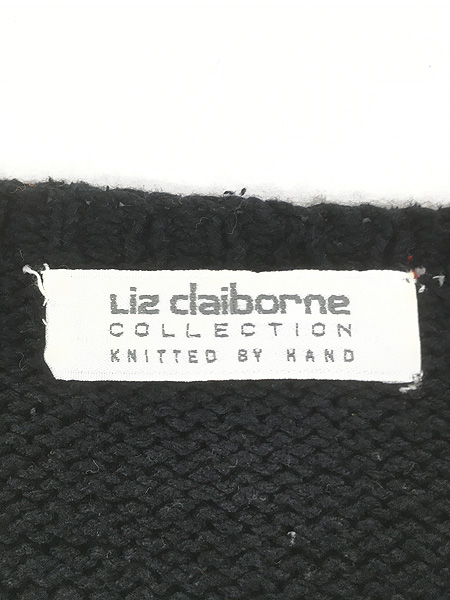 Liz claiborne
COLLECTION
KNITTED BY HAND